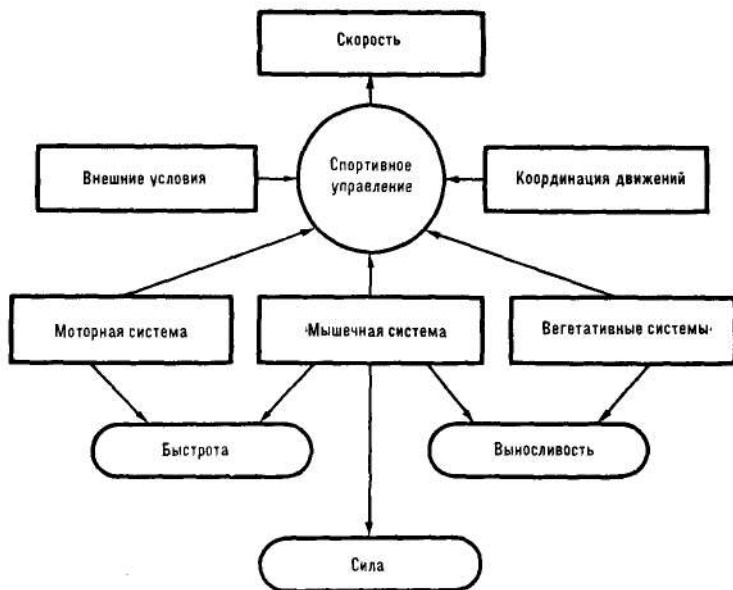 Скорость
Внешние условия
Спортивное
управление
Координация движений
Моторная система
Мышечная система
Вегетативные системы
Быстрота
Выносливость
Сила